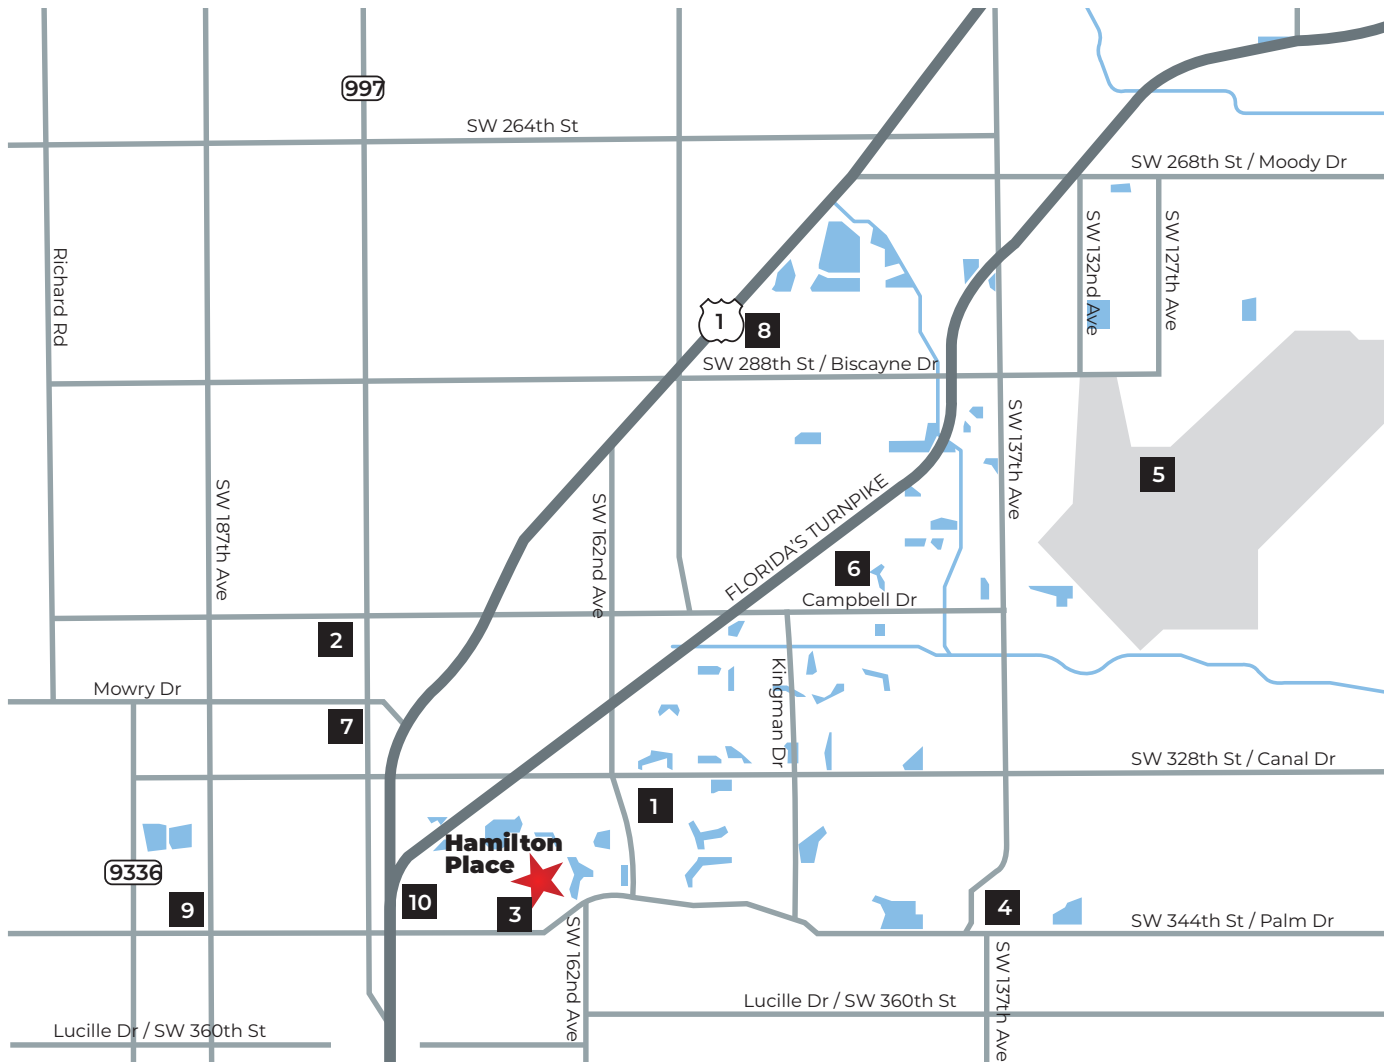 997
SW 264th St
SW 268th St / Moody Dr
Richard Rd
SW 132nd Ave
SW 127th Ave
1
8
SW 288th St / Biscayne Dr
SW 137th Ave
5
SW 187th Ave
SW 162nd Ave
FLORIDA'S TURNPIKE
6
Campbell Dr
2
Kingman Dr
Mowry Dr
7
SW 328th St / Canal Dr
1
Hamilton
Place
9336
9
10
3
4
SW 344th St / Palm Dr
SW 162nd Ave
SW 137th Ave
Lucille Dr / SW 360th St
Lucille Dr / SW 360th St